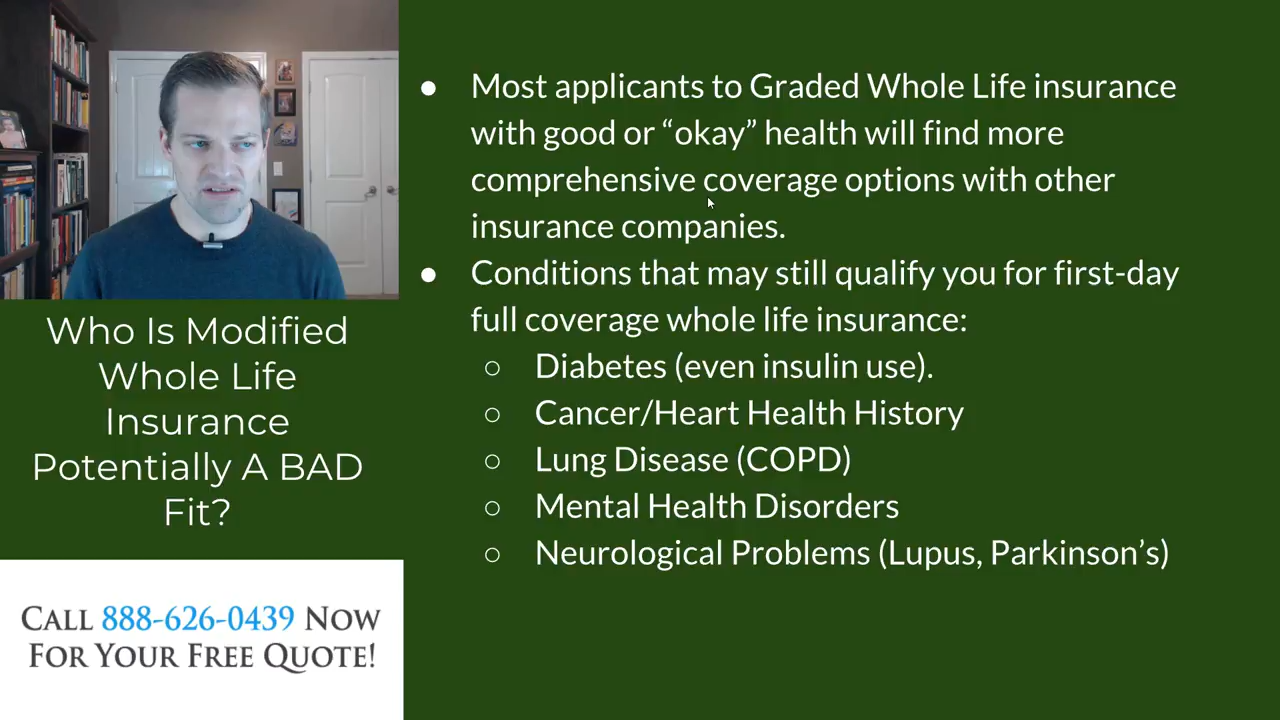 Who Is Modified
Whole Life
Insurance
Potentially A BAD
Fit?
CALL 888-626-0439 NOW
FOR YOUR FREE QUOTE!
● Most applicants to Graded Whole Life insurance
with good or “okay” health will find more
comprehensive coverage options with other
insurance companies.
● Conditions that may still qualify you for first-day
full coverage whole life insurance:
○ Diabetes (even insulin use).
○ Cancer/Heart Health History
○ Lung Disease (COPD)
○ Mental Health Disorders
○ Neurological Problems (Lupus, Parkinson’s)